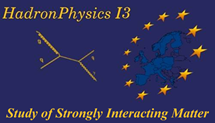 HadronPhysics I3
Study of Strongly Interacting Matter